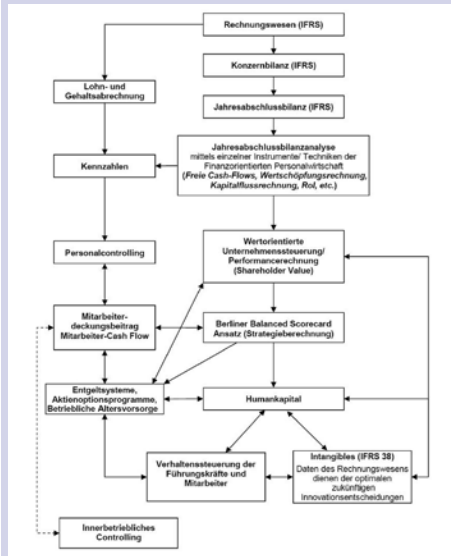 Rechnungswesen (IFRS)
Konzernbilanz (IFRS)
Lohn- und
Gehaltsabrechnung
Jahresabschlussbilanz (IFRS)
Jahresabschlussbilanzanalyse
mittels einzelner Instrumente/ Techniken der
Finanzorientierten Personalwirtschaft
(Freie Cash-Flows, Wertschöpfungsrechnung,
Kapitalflussrechnung, RoI, etc.)
Kennzahlen
Personalcontrolling
Wertorientierte
Unternehmenssteuerung/
Performancerechnung
(Shareholder Value)
Mitarbeiter-
deckungsbeitrag
Mitarbeiter-Cash Flow
Berliner Balanced Scorecard
Ansatz (Strategieberechnung)
Entgeltsysteme,
Aktienoptionsprogramme,
Betriebliche Altersvorsorge
Humankapital
Verhaltenssteuerung der
Führungskräfte und
Mitarbeiter
Intangibles (IFRS 38)
Daten des Rechnungswesens
dienen der optimalen
zukünftigen
Innovationsentscheidungen
Innerbetriebliches
Controlling